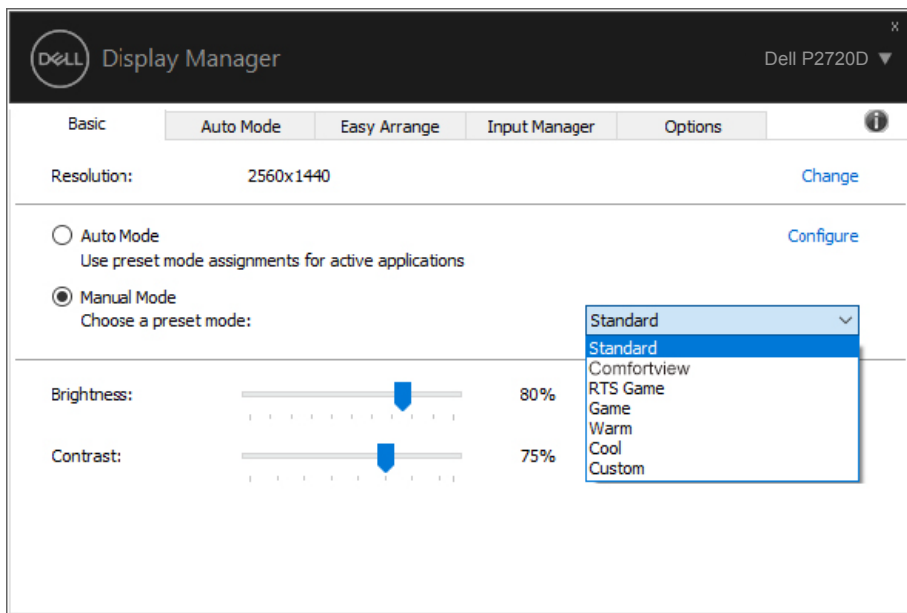 x
DELL Display Manager Dell P2720D ▼
Basic Auto Mode Easy Arrange Input Manager Options
Resolution: 2560x1440 Change
Auto Mode Configure
Use preset mode assignments for active applications
Manual Mode
Choose a preset mode: Standard
Standard
Comfortview
RTS Game
Brightness: 80% Game
Warm
Cool
Contrast: 75% Custom